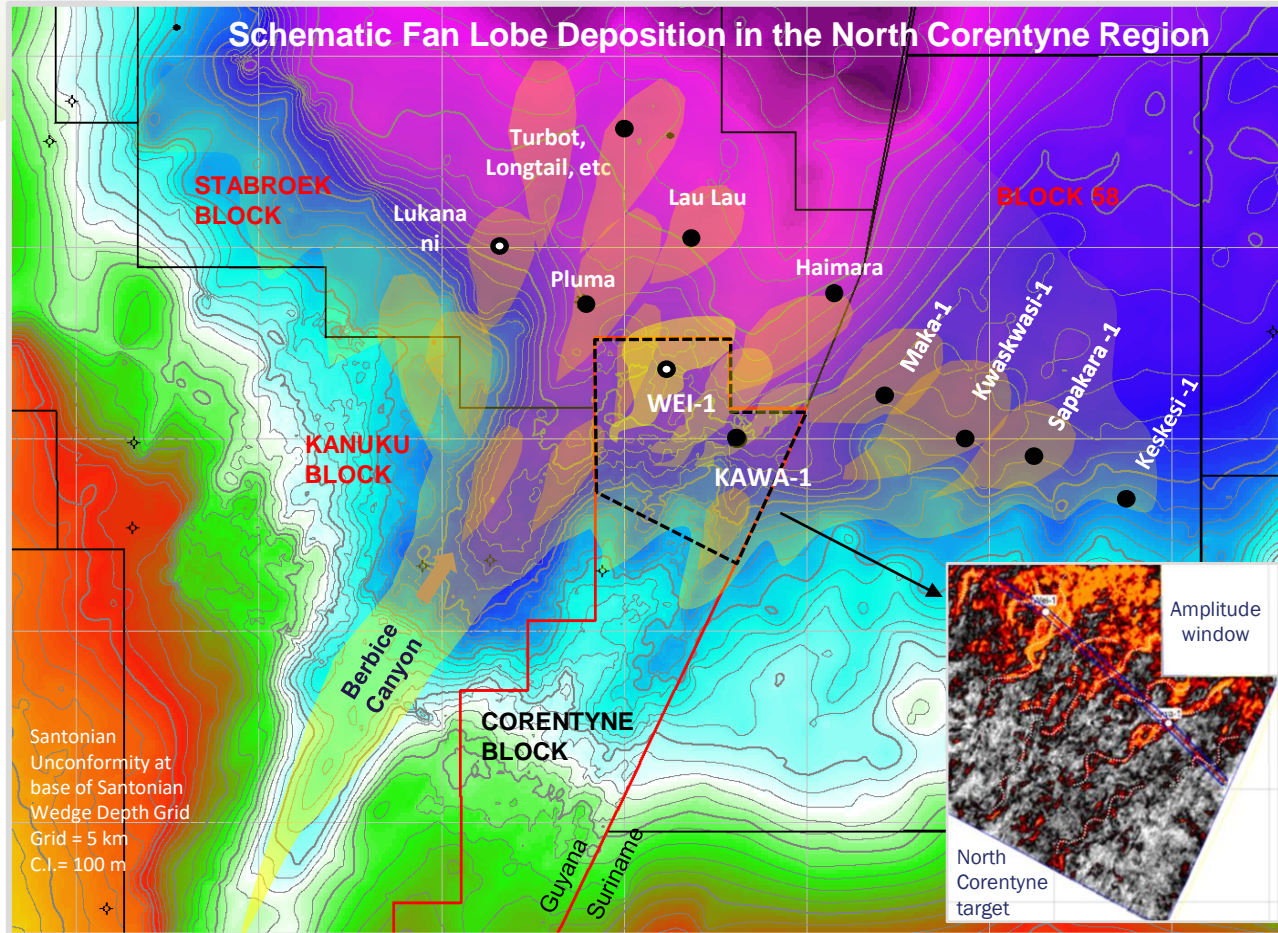 Schematic Fan Lobe Deposition in the North Corentyne Region
STABROEK
BLOCK
Turbot,
Longtail, etc
Lukana
ni
Lau Lau
BLOCK 58
Pluma
Haimara
Maka-1
Kwaskwasi-1
Sapakara -1
Keskesi -1
WEI-1
KAWA-1
KANUKU
BLOCK
Berbice
Canyon
CORENTYNE
BLOCK
Santonian
Unconformity at
base of Santonian
Wedge Depth Grid
Grid = 5 km
C.I.= 100 m
Guyana
Suriname
Wei-1
Amplitude
window
North
Corentyne
target